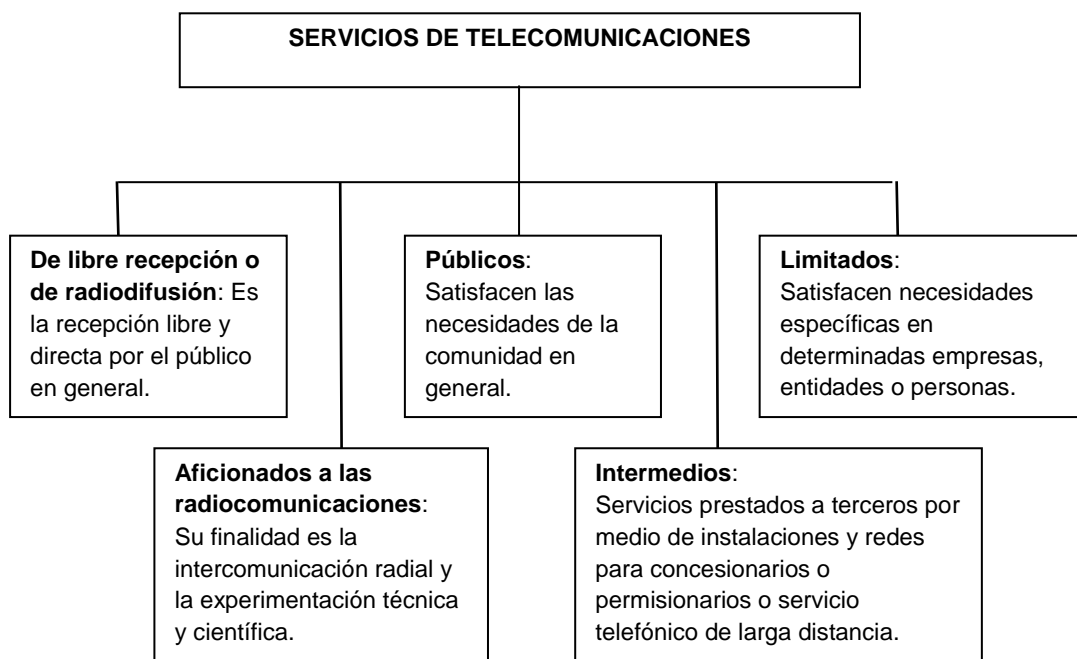 SERVICIOS DE TELECOMUNICACIONES
De libre recepción o
de radiodifusión: Es
la recepción libre y
directa por el público
en general.
Públicos:
Satisfacen las
necesidades de la
comunidad en
general.
Limitados:
Satisfacen necesidades
específicas en
determinadas empresas,
entidades o personas.
Aficionados a las
radiocomunicaciones:
Su finalidad es la
intercomunicación radial y
la experimentación técnica
y científica.
Intermedios:
Servicios prestados a terceros por
medio de instalaciones y redes
para concesionarios o
permisionarios o servicio
telefónico de larga distancia.